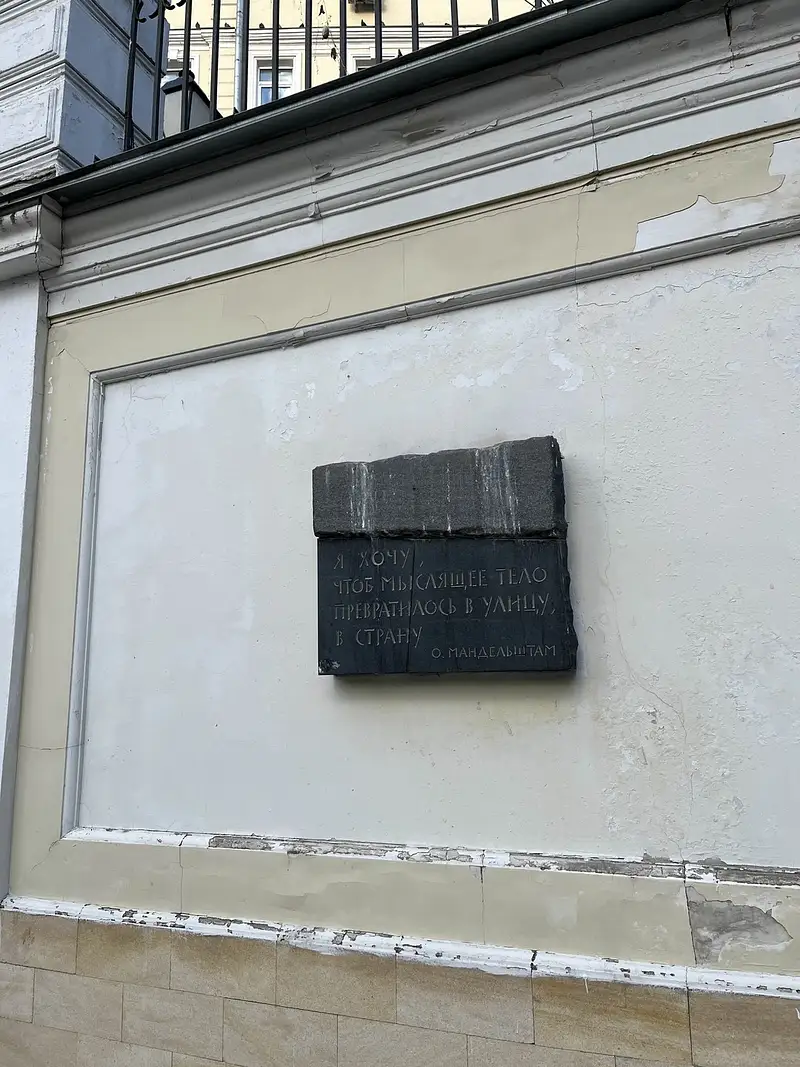 Я ХОЧУ,
ЧТОБ МЫСЛЯЩЕЕ ТЕЛО
ПРЕВРАТИЛОСЬ В УЛИЦУ,
В СТРАНУ
О. МАНДЕЛЬШТАМ